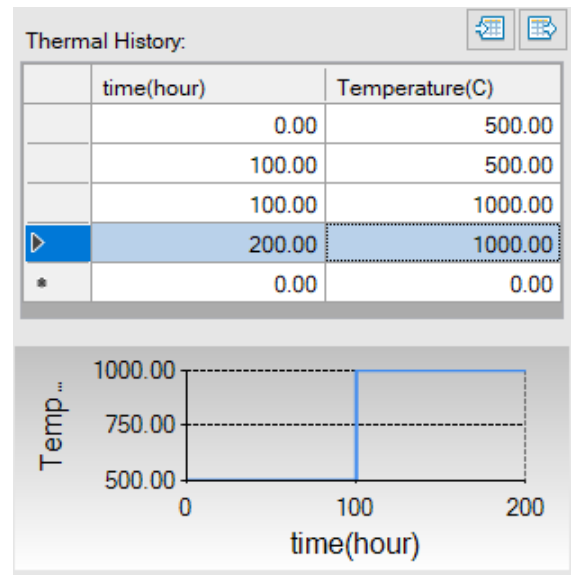 Thermal History:
time(hour) Temperature(C)
0.00 500.00
100.00 500.00
100.00 1000.00
200.00 1000.00
* 0.00 0.00
1000.00
750.00
500.00
Temp...
0 100 200
time(hour)